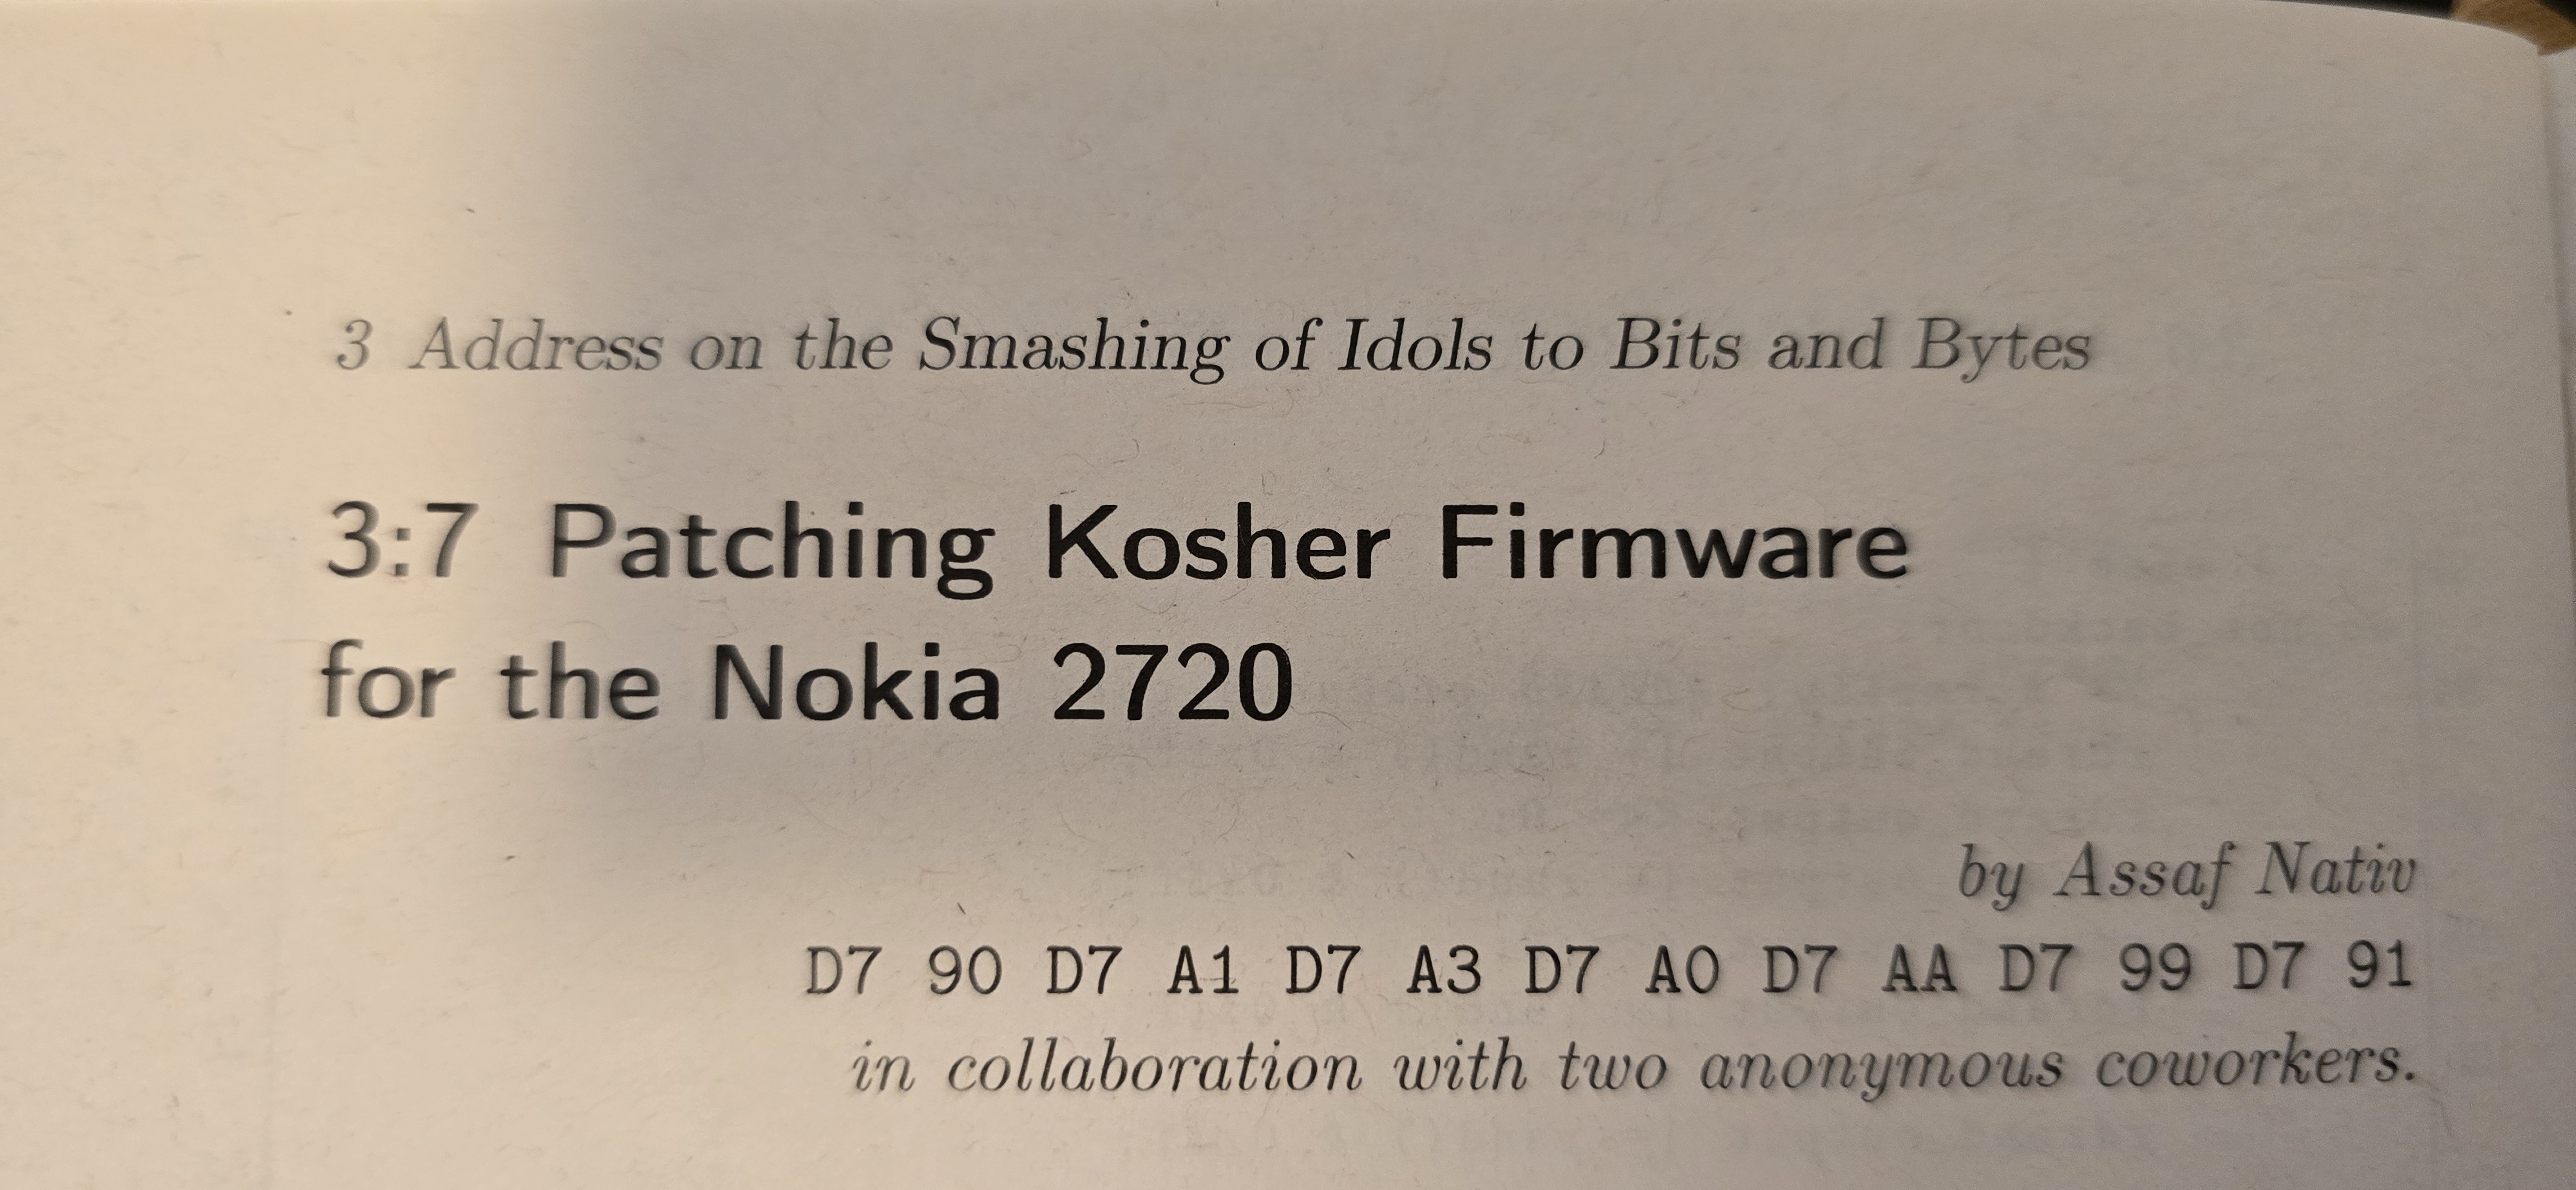 3 Address on the Smashing of Idols to Bits and Bytes
3:7 Patching Kosher Firmware
for the Nokia 2720
by Assaf Nativ
D7 90 D7 A1 D7 A3 D7 A0 D7 AA D7 99 D7 91
in collaboration with two anonymous coworkers.